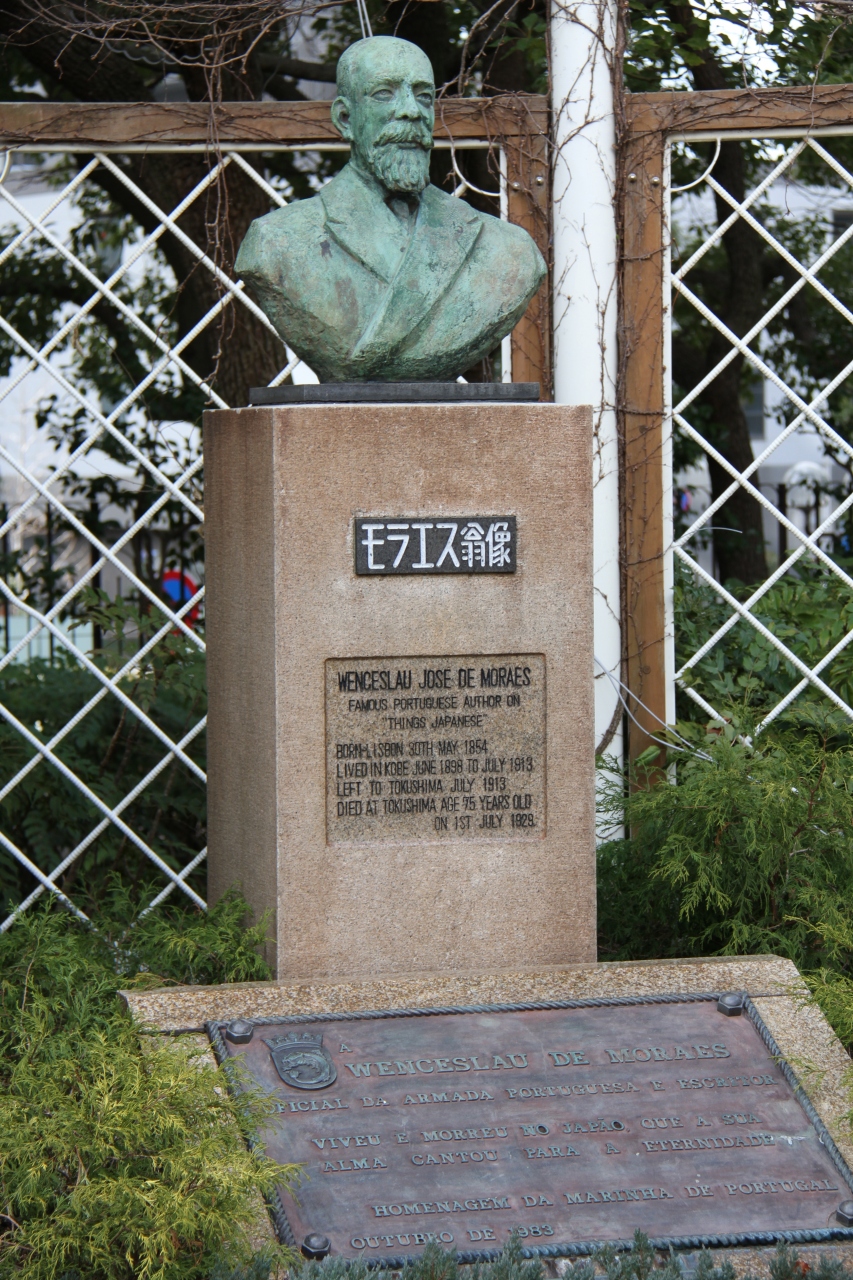 モラエス翁像
WENCESLAU JOSE DE MORAES
FAMOUS PORTUGUESE AUTHOR ON
"THINGS JAPANESE"
BORN-LISBON 30TH MAY 1854
LIVED IN KOBE JUNE 1898 TO JULY 1913
LEFT TO TOKUSHIMA JULY 1913
DIED AT TOKUSHIMA AGE 75 YEARS OLD
ON 1ST JULY 1929.
A
WENCESLAU DE MORAES
OFICIAL DA ARMADA PORTUGUESA E ESCRITOR
VIVEU E MORREU NO JAPÃO QUE A SUA
ALMA CANTOU PARA A ETERNIDADE
HOMENAGEM DA MARINHA DE PORTUGAL
OUTUBRO DE 1983